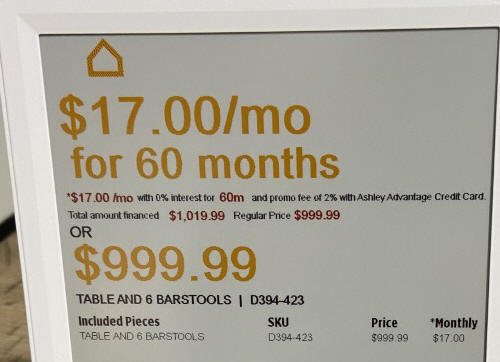 $17.00/mo
for 60 months
*$17.00 /mo with 0% interest for 60m and promo fee of 2% with Ashley Advantage Credit Card.
Total amount financed $1,019.99 Regular Price $999.99
OR
$999.99
TABLE AND 6 BARSTOOLS | D394-423
Included Pieces SKU Price *Monthly
TABLE AND 6 BARSTOOLS D394-423 $999.99 $17.00